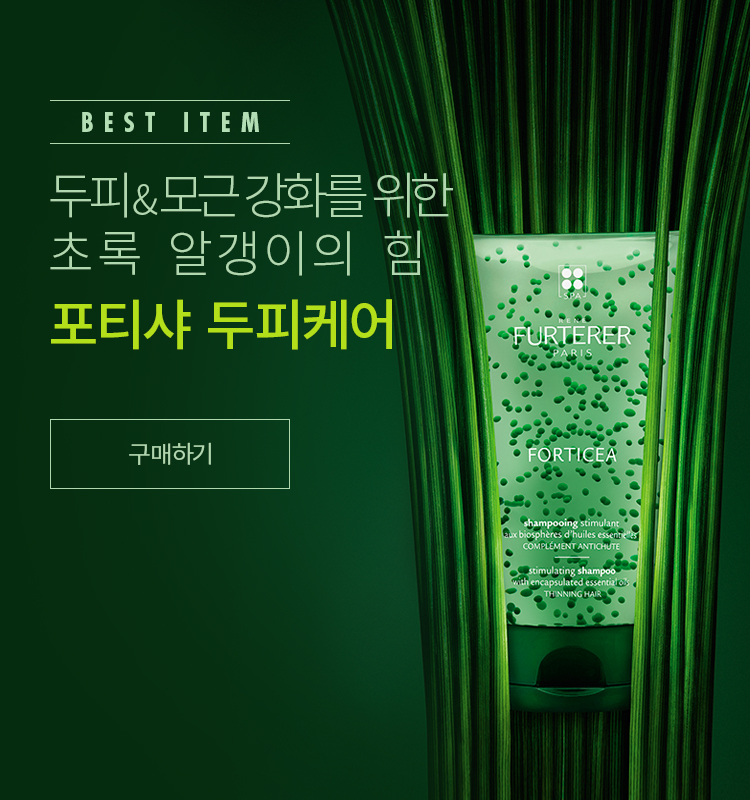 BEST ITEM
두피&모근 강화를 위한
초록 알갱이의 힘
포티샤 두피케어
구매하기
SPA
RENE
FURTERER
PARIS
FORTICEA
shampooing stimulant
aux biosphères d'huiles essentielles
COMPLÉMENT ANTICHUTE
stimulating shampoo
with encapsulated essential oils
THINNING HAIR